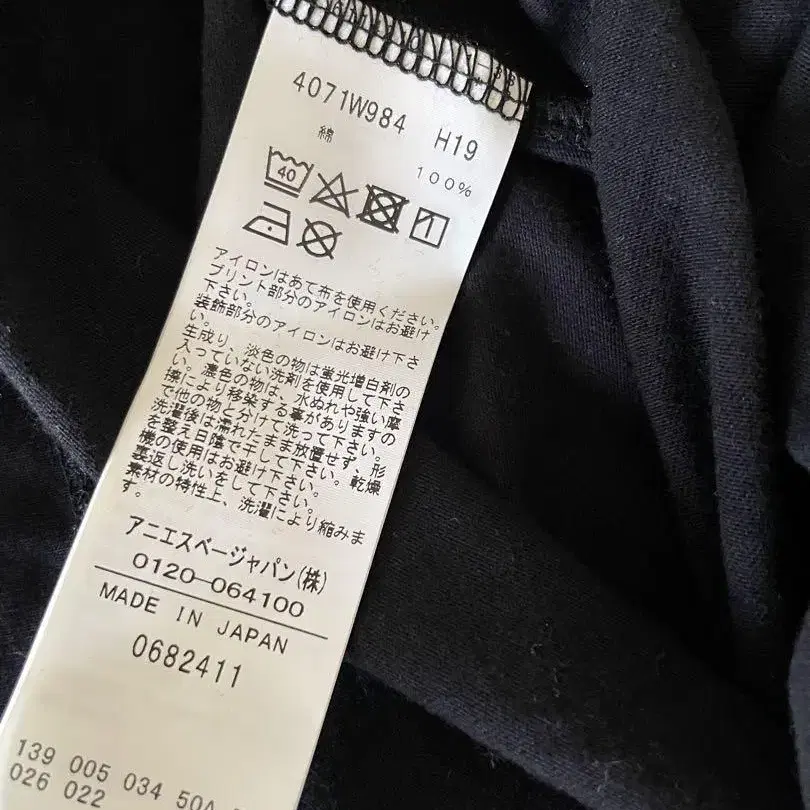 4071W984 H19
綿 100%
40
アイロンはあて布を使用ください。
プリント部分のアイロンはお避け
下さい。
装飾部分のアイロンはお避け下さ
い。
生成り、淡色の物は蛍光増白剤の
入っていない洗剤を使用して下さ
い。濃色の物は、水ぬれや強い摩
擦により移染する事がありますの
で他の物と分けて洗って下さい。
洗濯後は濡れたまま放置せず、形
を整え日陰で干して下さい。乾燥
機の使用はお避け下さい。
裏返し洗いをして下さい。
素材の特性上、洗濯により縮みま
す。
アニエスベージャパン(株)
0120-064100
MADE IN JAPAN
0682411
139 005 034 50A
026 022